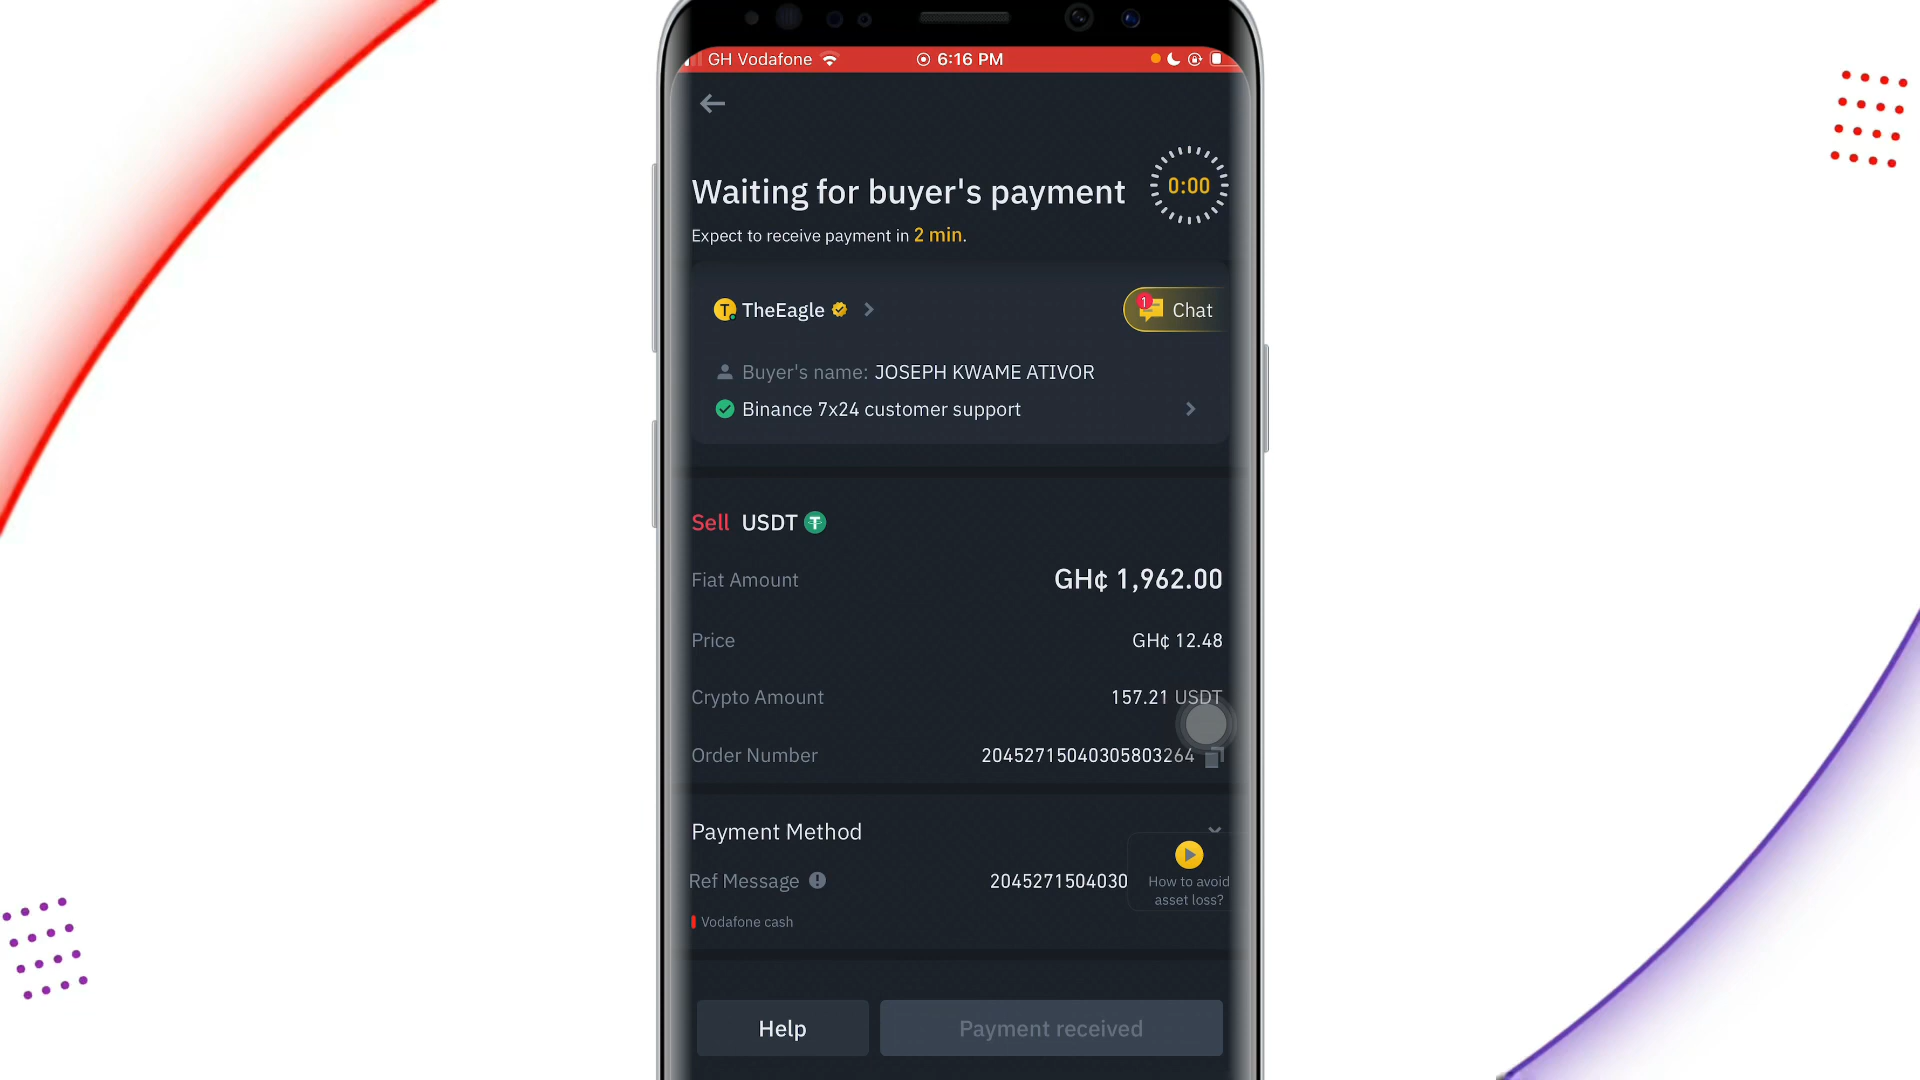 GH Vodafone
6:16 PM
Waiting for buyer's payment
0:00
Expect to receive payment in 2 min.
T TheEagle
1 Chat
Buyer's name: JOSEPH KWAME ATIVOR
Binance 7x24 customer support
Sell USDT
Fiat Amount GH¢ 1,962.00
Price GH¢ 12.48
Crypto Amount 157.21 USDT
Order Number 20452715040305803264
Payment Method
Ref Message 2045271504030
How to avoid
asset loss?
Vodafone cash
Help
Payment received